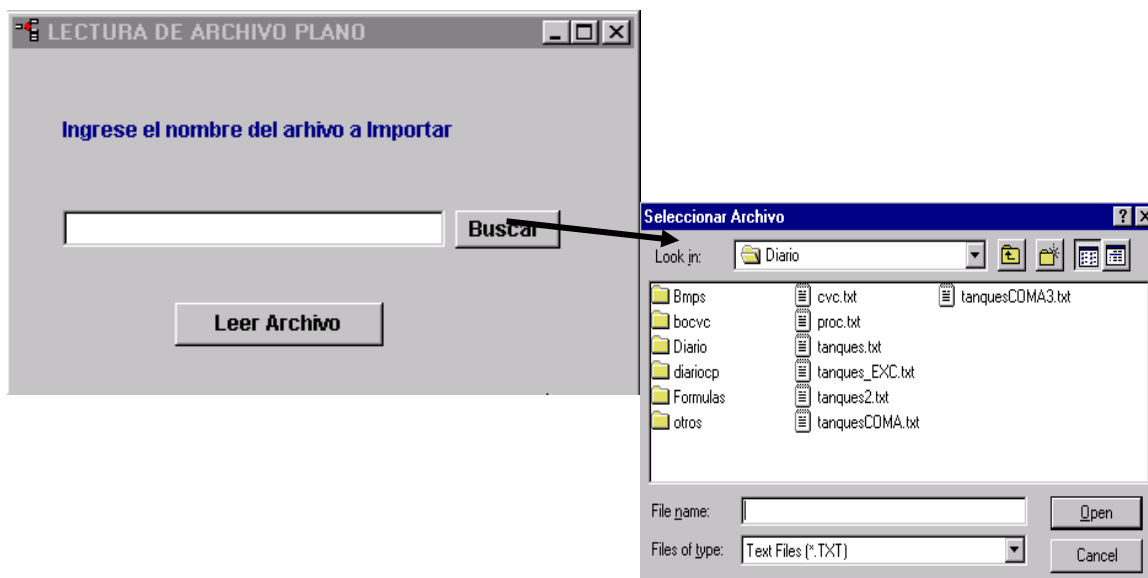 LECTURA DE ARCHIVO PLANO
Ingrese el nombre del arhivo a Importar
Buscar
Leer Archivo
Seleccionar Archivo
Look in: Diario
Bmps cvc.txt tanquesCOMA3.txt
bocvc proc.txt
Diario tanques.txt
diariocp tanques_EXC.txt
Formulas tanques2.txt
otros tanquesCOMA.txt
File name: Open
Files of type: Text Files (*.TXT) Cancel